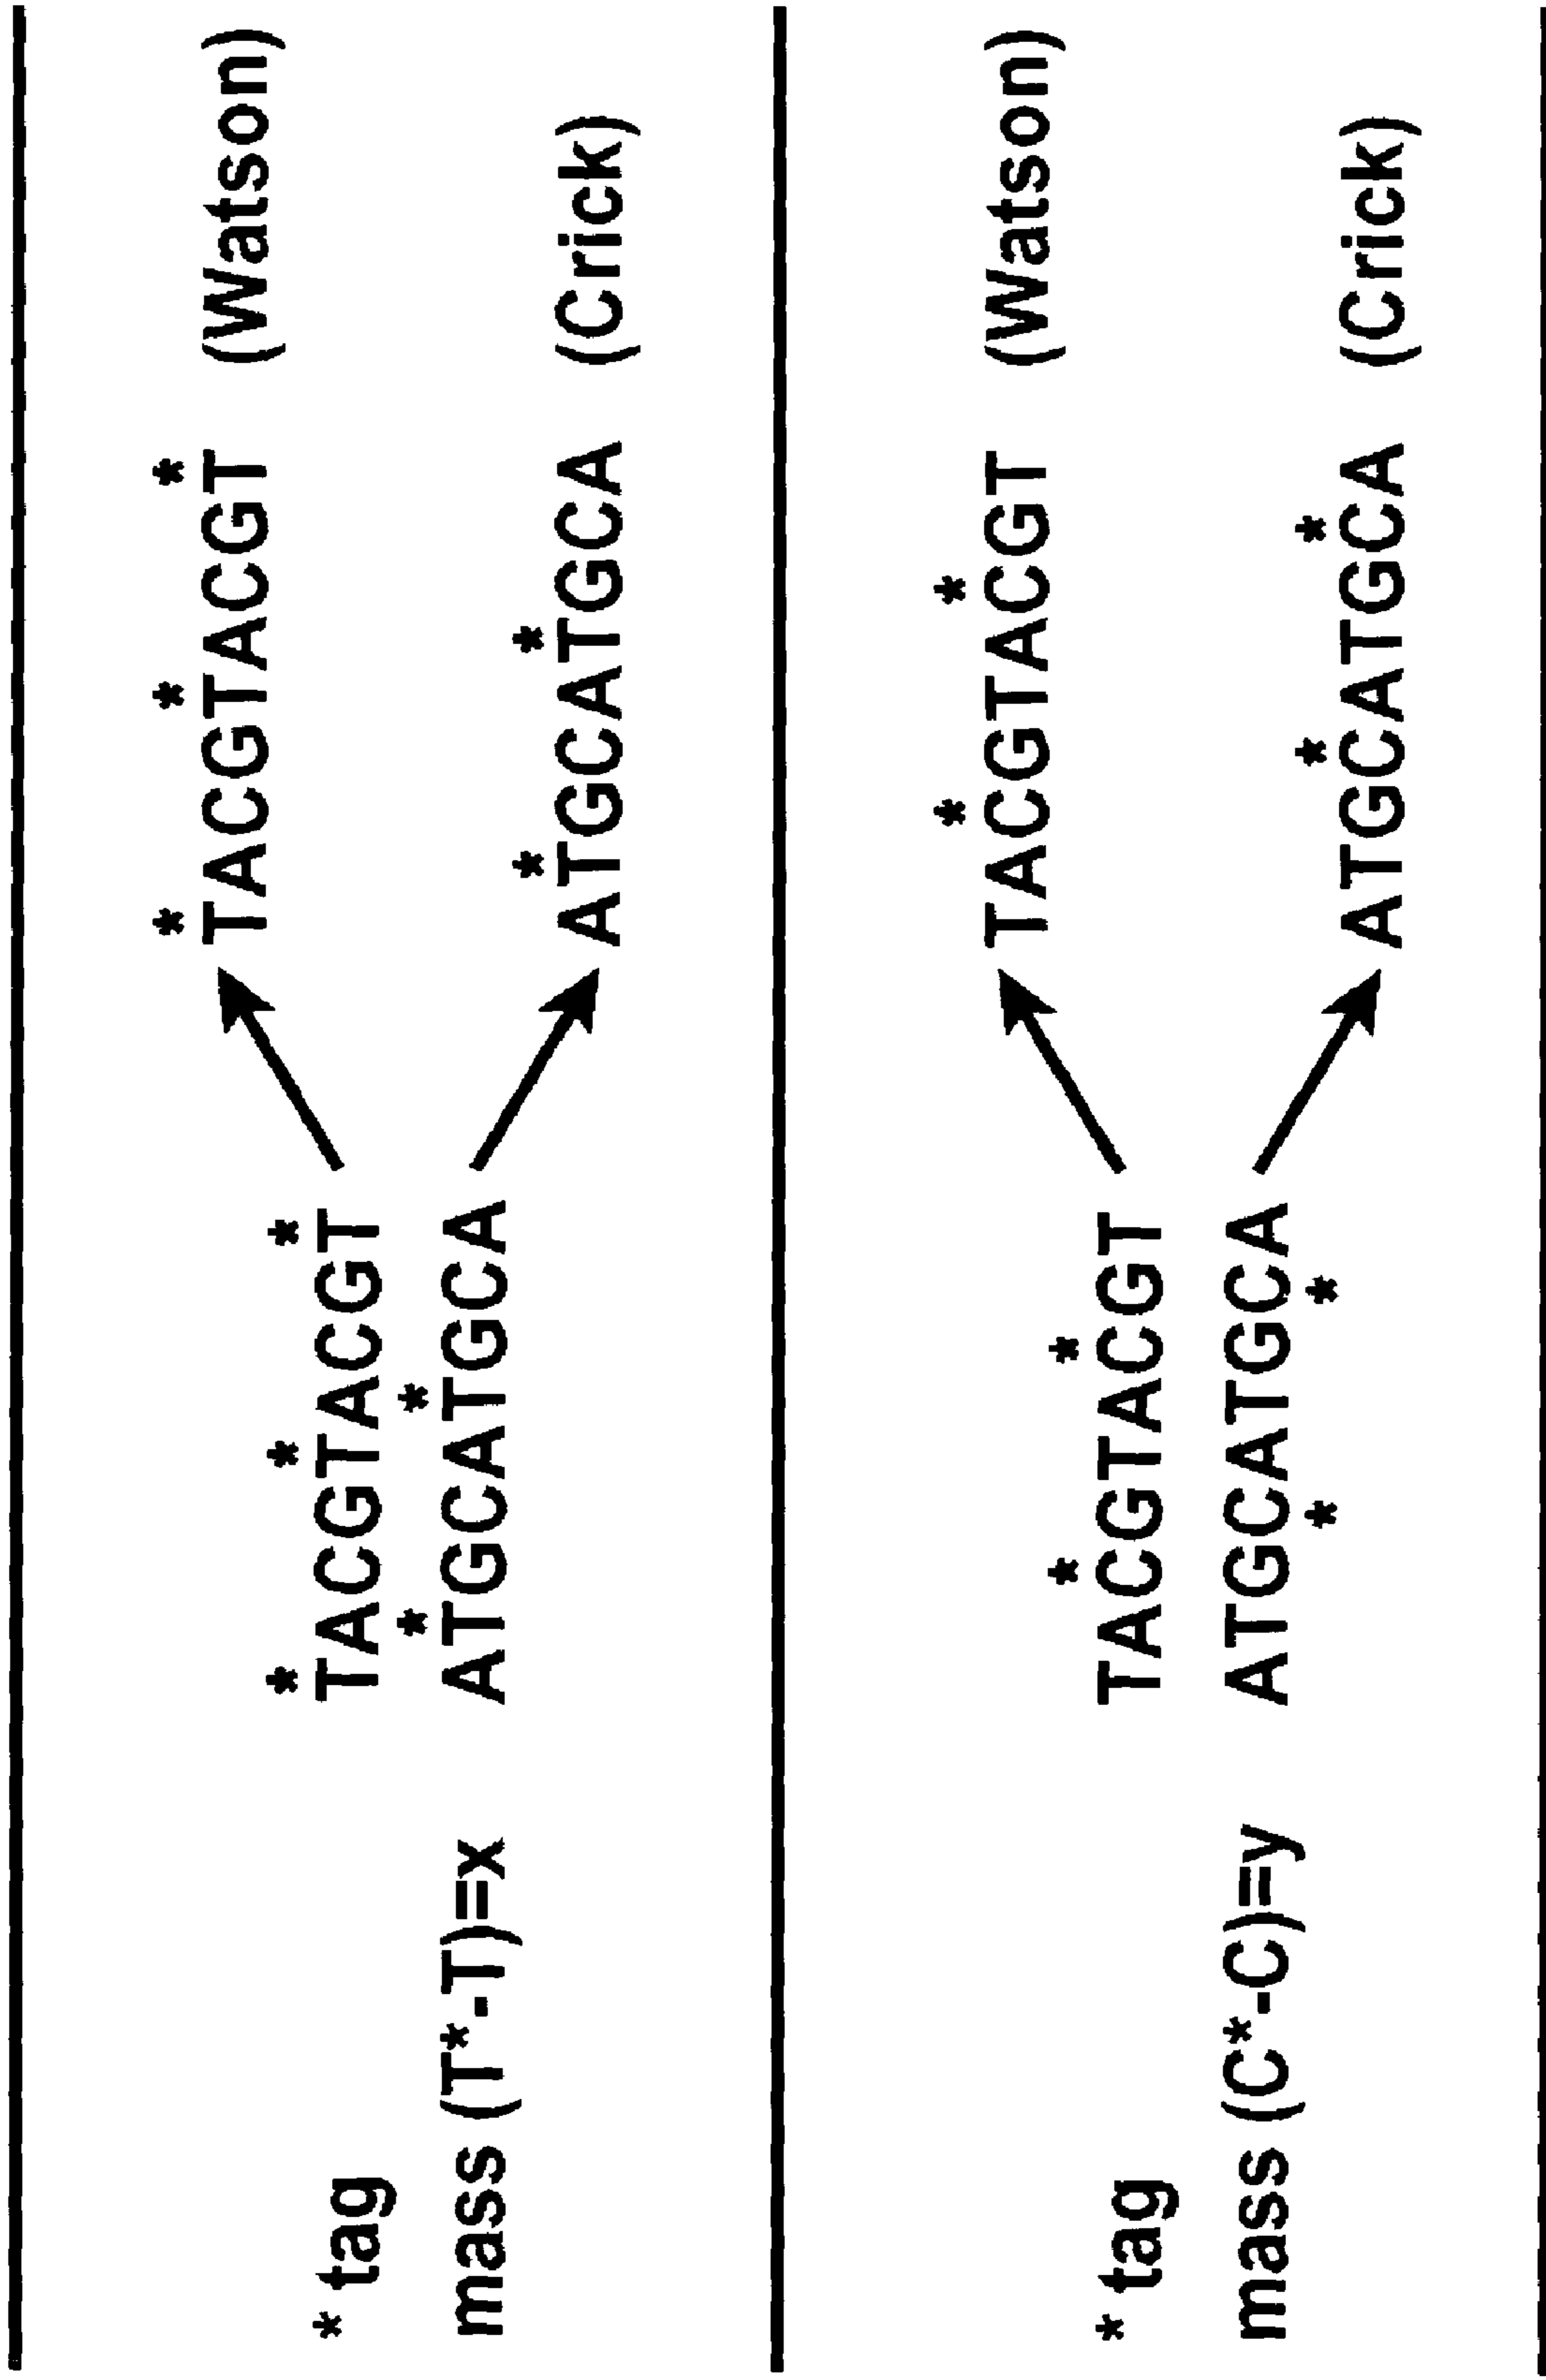 * * *
TACGTACGT (Watson)
* * *
* tag TACGTACGT
* *
mass (T*-T)=x ATGCATGCA
* *
ATGCATGCA (Crick)
* *
TACGTACGT (Watson)
* *
* tag TACGTACGT
mass (C*-C)=y ATGCATGCA
* *
* *
ATGCATGCA (Crick)